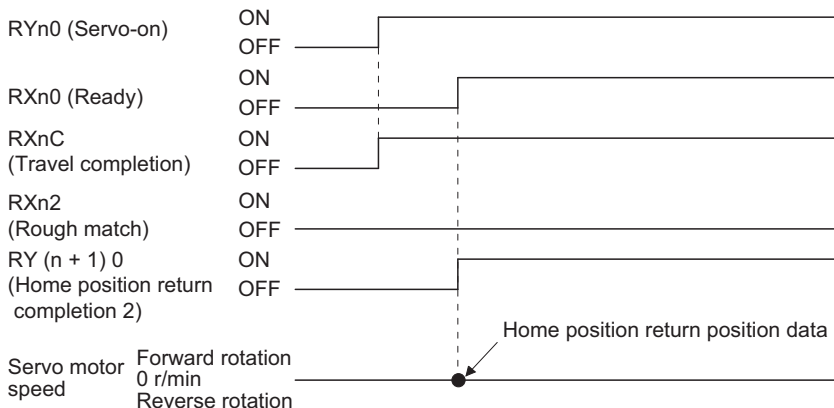 RYn0 (Servo-on)
ON
OFF
RXn0 (Ready)
ON
OFF
RXnC
(Travel completion)
ON
OFF
RXn2
(Rough match)
ON
OFF
RY (n + 1) 0
(Home position return
completion 2)
ON
OFF
Home position return position data
Servo motor
speed
Forward rotation
0 r/min
Reverse rotation